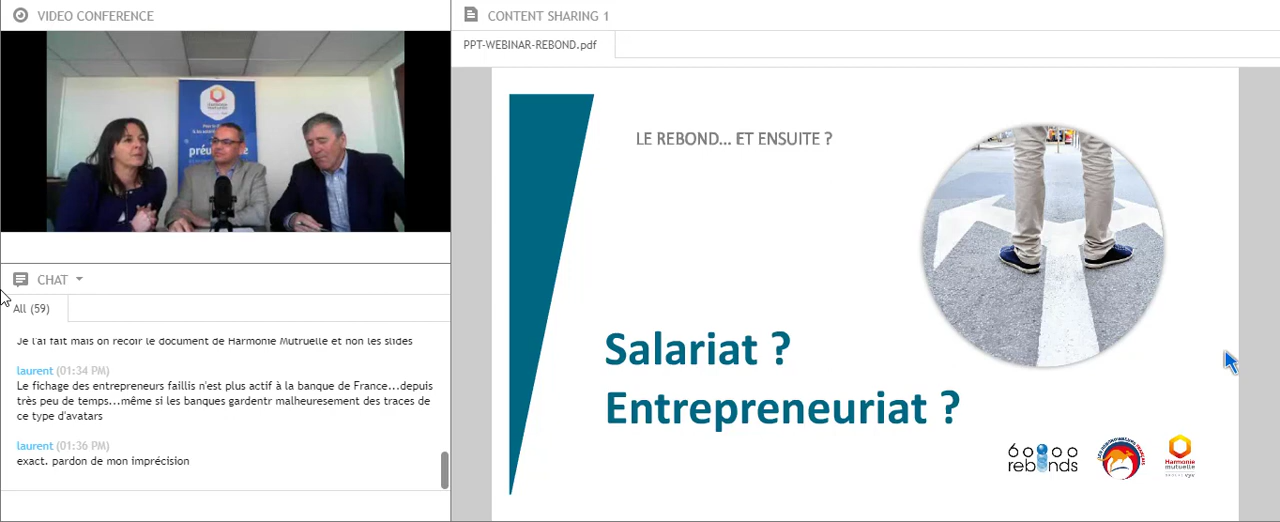 VIDEO CONFERENCE
Harmonie
mutuelle
CHAT
All (59)
Je l'ai fait mais on reçoir le document de Harmonie Mutruelle et non les slides
laurent (01:34 PM)
Le fichage des entrepreneurs faillis n'est plus actif à la banque de France...depuis
très peu de temps...même si les banques gardentr malheuresement des traces de
ce type d'avatars
laurent (01:36 PM)
exact. pardon de mon imprécision
CONTENT SHARING 1
PPT-WEBINAR-REBOND.pdf
LE REBOND... ET ENSUITE ?
Salariat ?
Entrepreneuriat ?
60000
rebonds
Harmonie
mutuelle